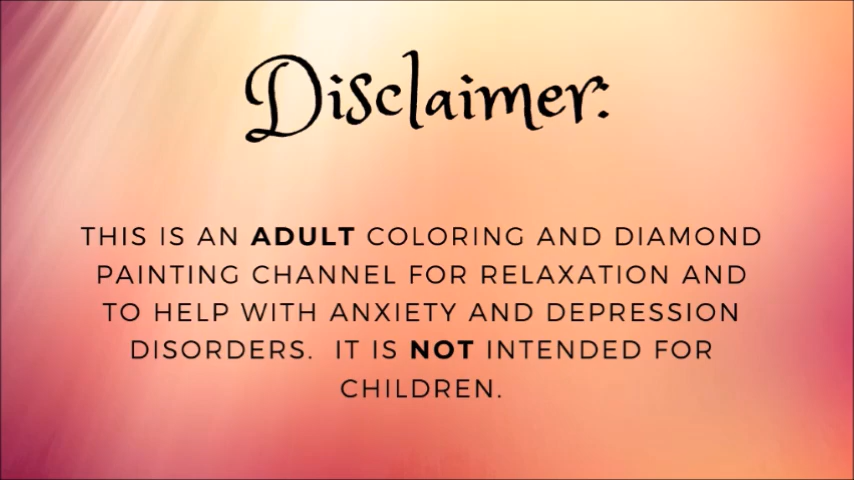 Disclaimer:
THIS IS AN ADULT COLORING AND DIAMOND
PAINTING CHANNEL FOR RELAXATION AND
TO HELP WITH ANXIETY AND DEPRESSION
DISORDERS.  IT IS NOT INTENDED FOR
CHILDREN.